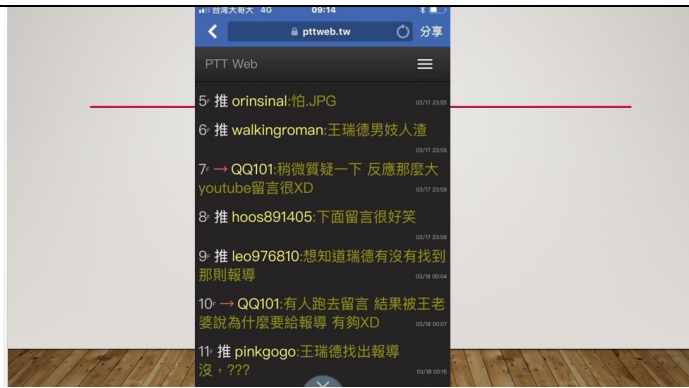 台湾大哥大 4G 09:14
pttweb.tw 分享
PTT Web
5F 推 orinsinal:怕.JPG 03/17 23:55
6F 推 walkingroman:王瑞德男妓人渣
03/17 23:56
7F → QQ101:稍微質疑一下 反應那麼大
youtube留言很XD 03/17 23:58
8F 推 hoos891405:下面留言很好笑
03/17 23:58
9F 推 leo976810:想知道瑞德有沒有找到
那則報導 03/18 00:04
10F → QQ101:有人跑去留言 結果被王老
婆說為什麼要給報導 有夠XD 03/18 00:07
11F 推 pinkgogo:王瑞德找出報導
沒，??? 03/18 00:15